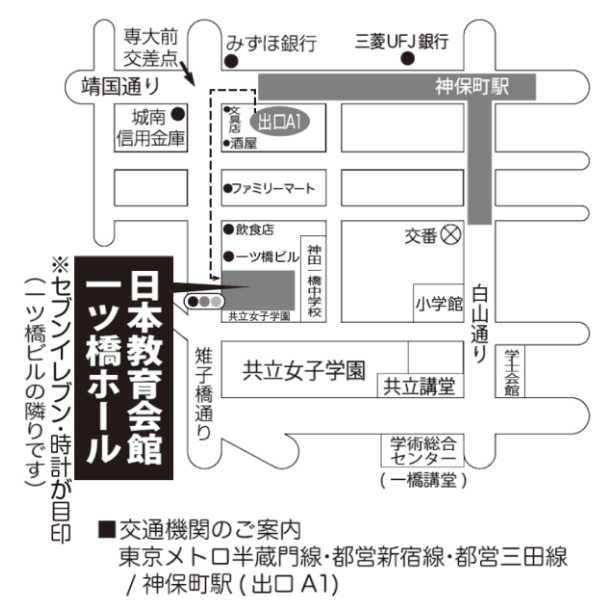 専大前
交差点
みずほ銀行
三菱UFJ銀行
靖国通り
神保町駅
城南
信用金庫
文具店
出口A1
酒屋
ファミリーマート
飲食店
一ツ橋ビル
交番
神田一橋中学校
共立女子学園
小学館
白山通り
日本教育会館
一ツ橋ホール
※セブンイレブン・時計が目印
(一ツ橋ビルの隣りです)
雉子橋通り
共立女子学園
共立講堂
学士会館
学術総合
センター
(一橋講堂)
■交通機関のご案内
東京メトロ半蔵門線・都営新宿線・都営三田線
/神保町駅(出口A1)